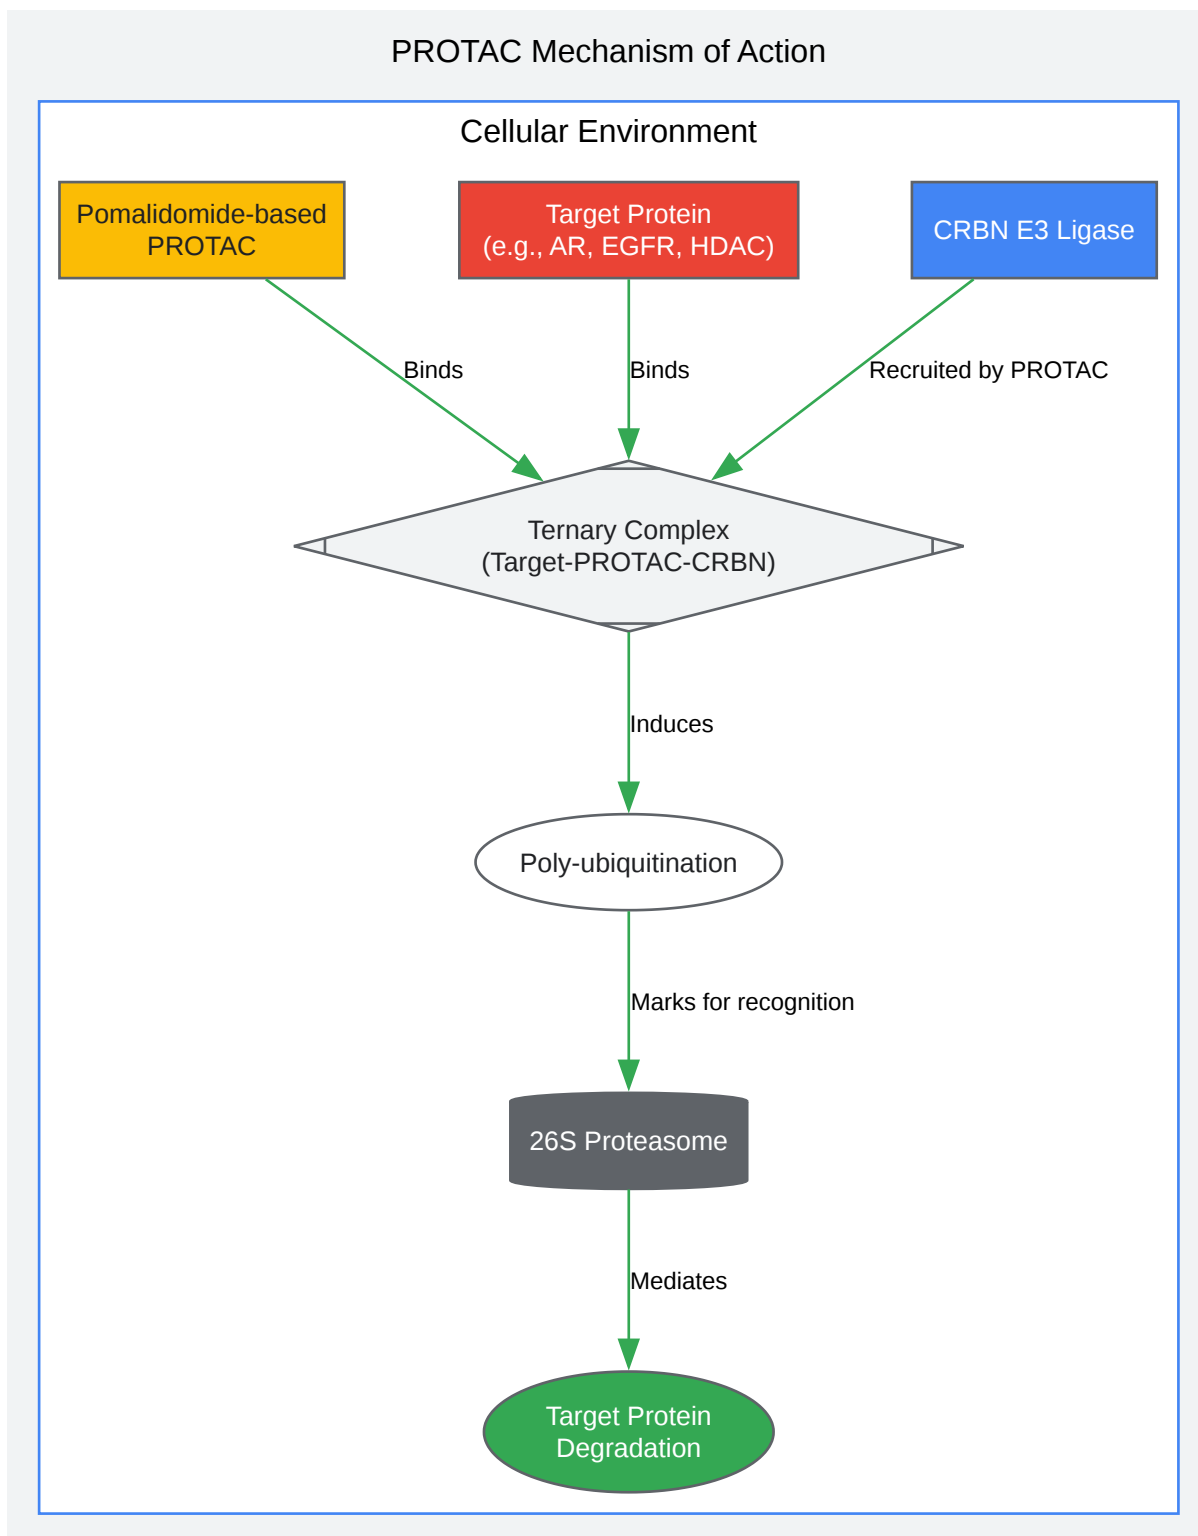 PROTAC Mechanism of Action
Cellular Environment
Pomalidomide-based
PROTAC
Target Protein
(e.g., AR, EGFR, HDAC)
CRBN E3 Ligase
Binds
Binds
Recruited by PROTAC
Ternary Complex
(Target-PROTAC-CRBN)
Induces
Poly-ubiquitination
Marks for recognition
26S Proteasome
Mediates
Target Protein
Degradation